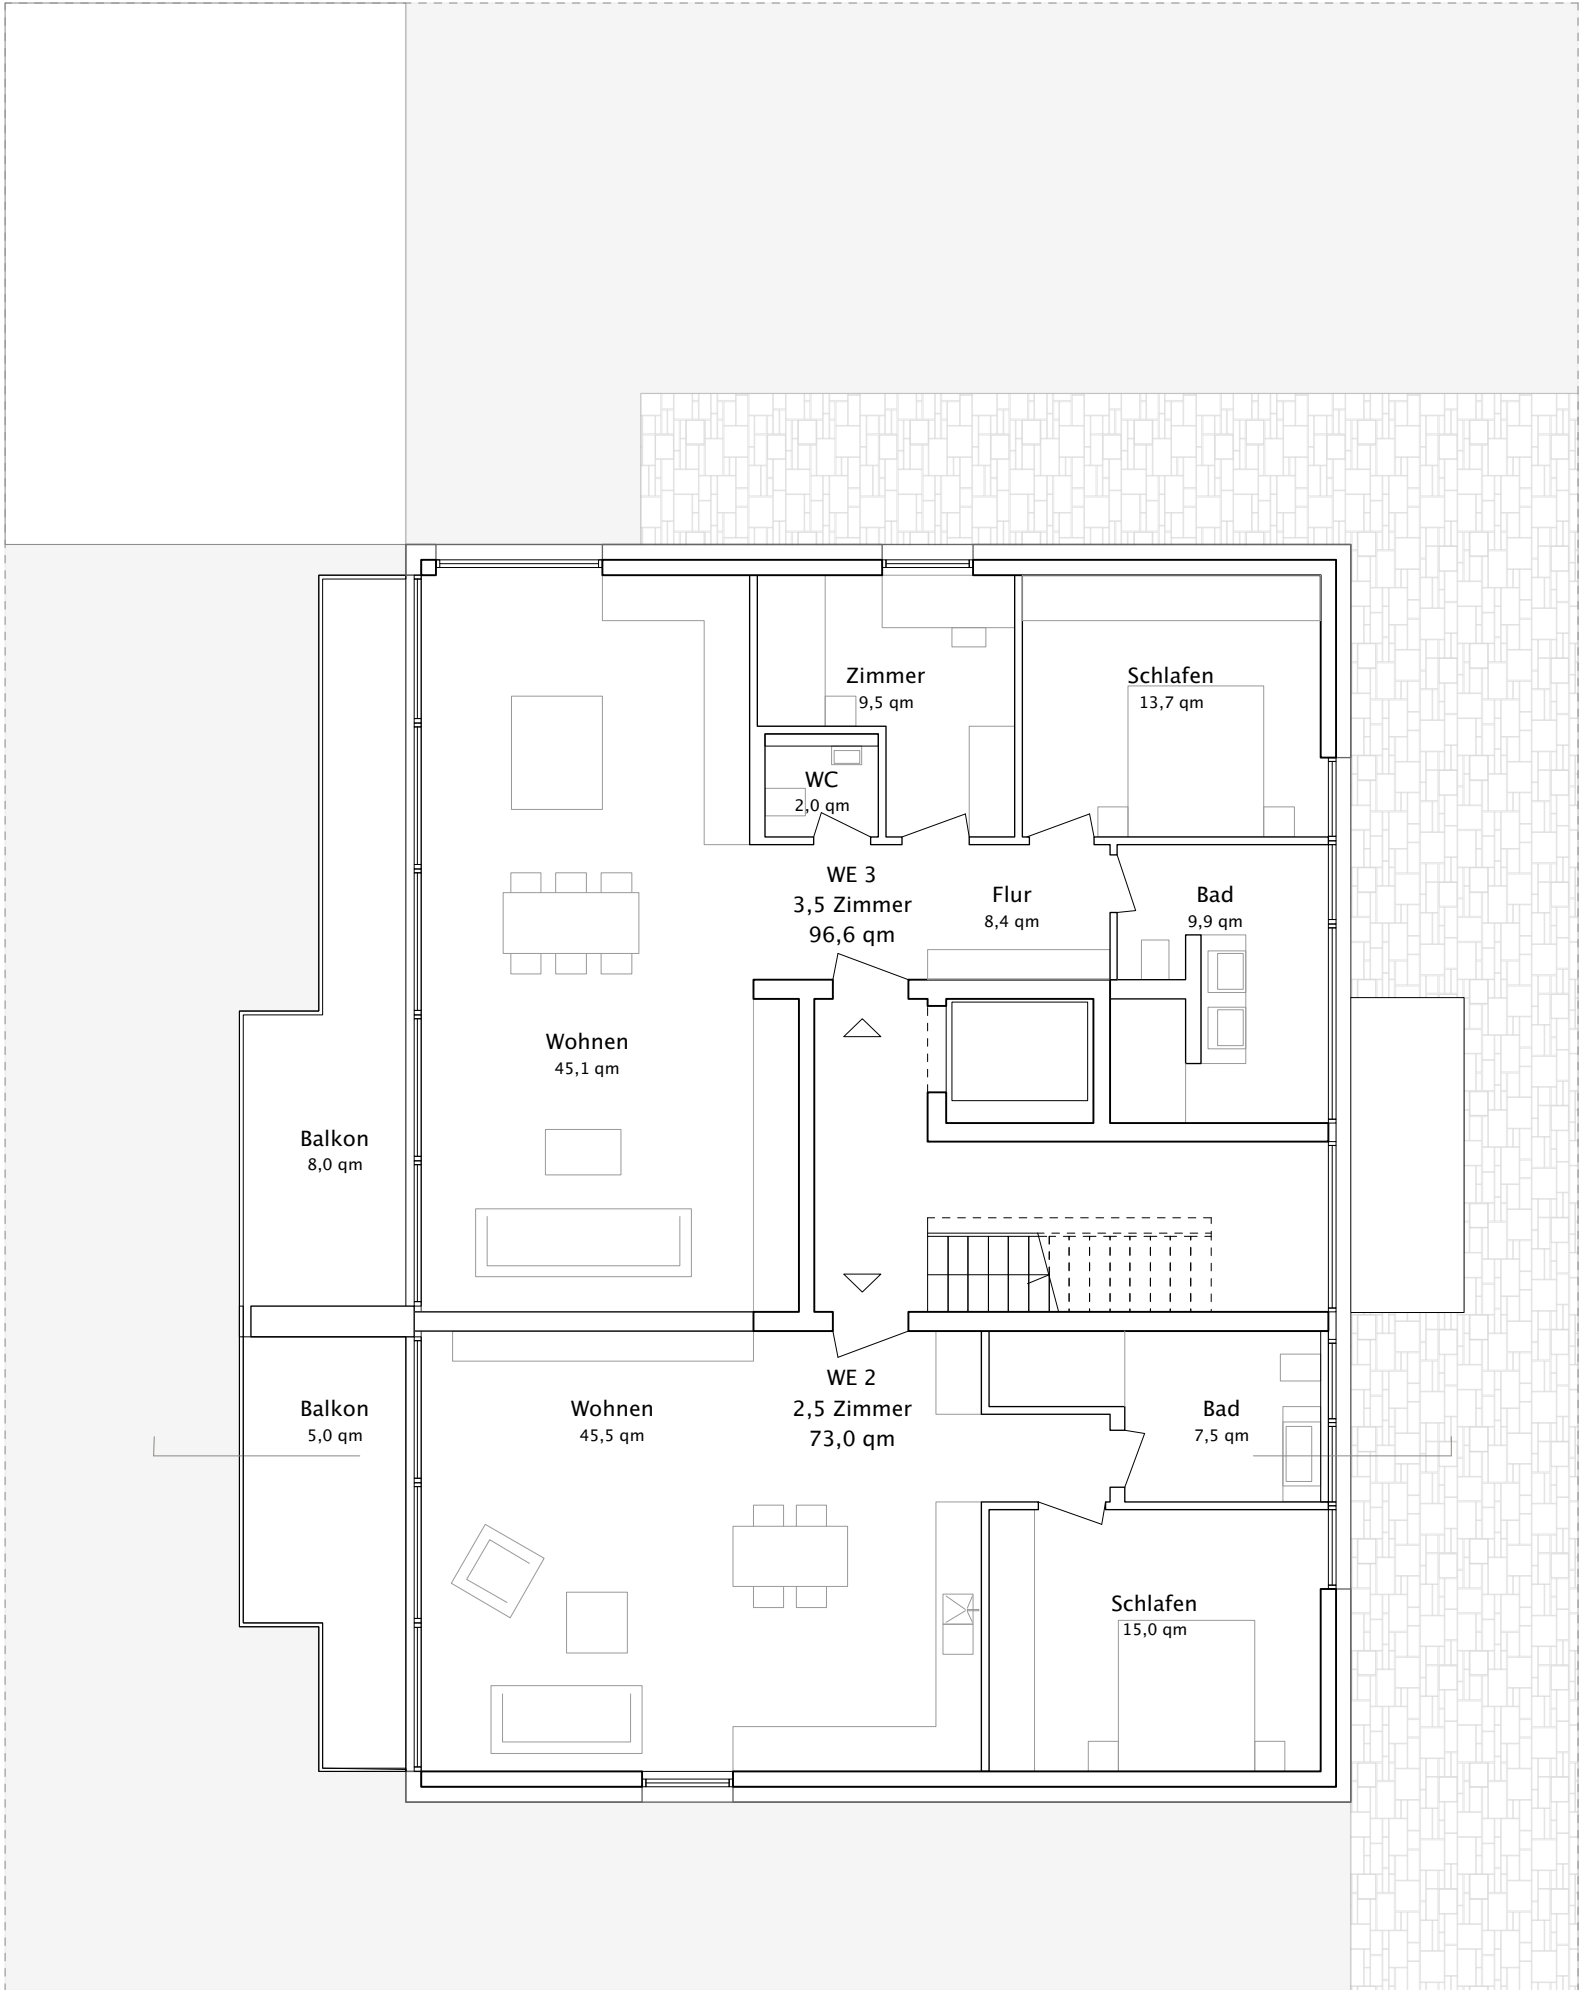 Zimmer
9,5 qm
Schlafen
13,7 qm
WC
2,0 qm
WE 3
3,5 Zimmer
96,6 qm
Flur
8,4 qm
Bad
9,9 qm
Wohnen
45,1 qm
Balkon
8,0 qm
Balkon
5,0 qm
Wohnen
45,5 qm
WE 2
2,5 Zimmer
73,0 qm
Bad
7,5 qm
Schlafen
15,0 qm